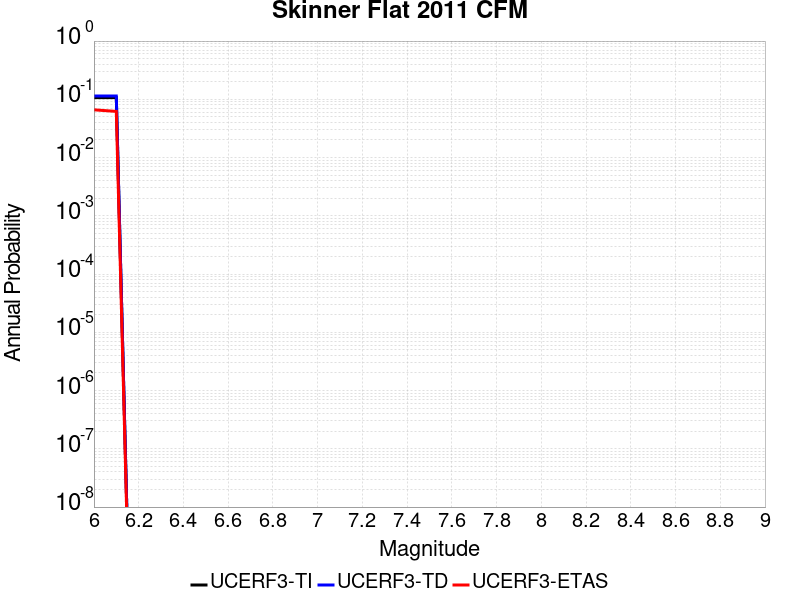 Skinner Flat 2011 CFM
10^0
10^-1
10^-2
10^-3
10^-4
10^-5
10^-6
10^-7
10^-8
Annual Probability
6 6.2 6.4 6.6 6.8 7 7.2 7.4 7.6 7.8 8 8.2 8.4 8.6 8.8 9
Magnitude
UCERF3-TI UCERF3-TD UCERF3-ETAS